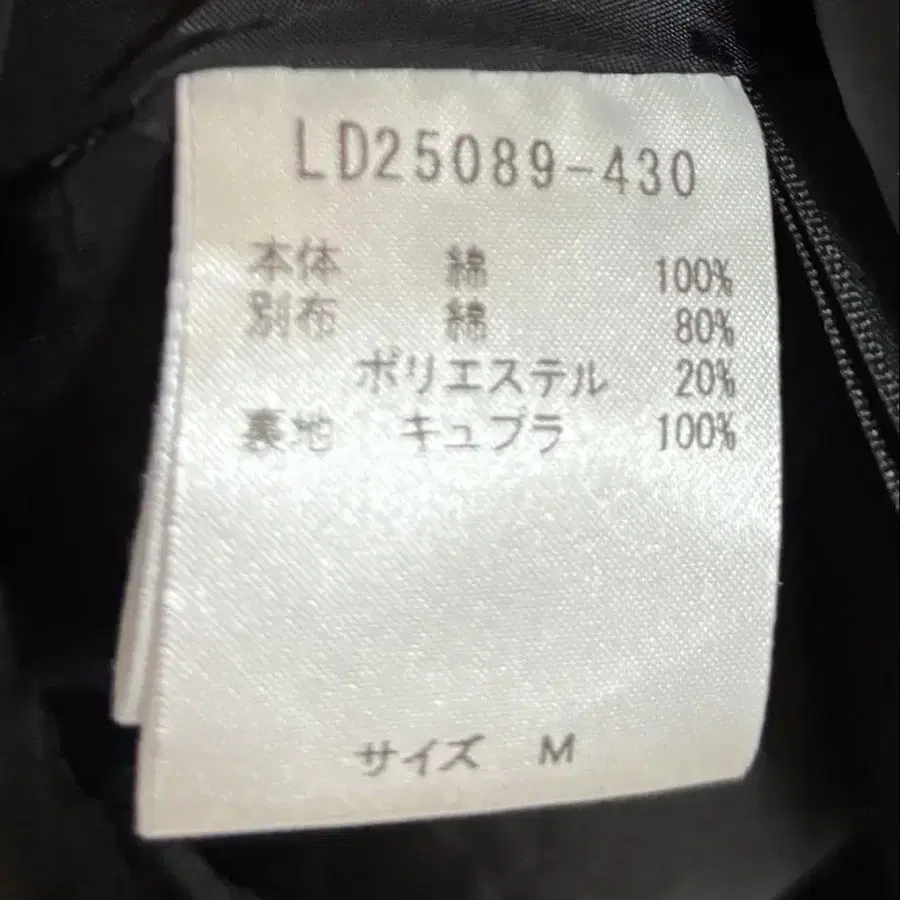 LD25089-430
本体 綿 100%
別布 綿 80%
ポリエステル 20%
裏地 キュプラ 100%
サイズ M